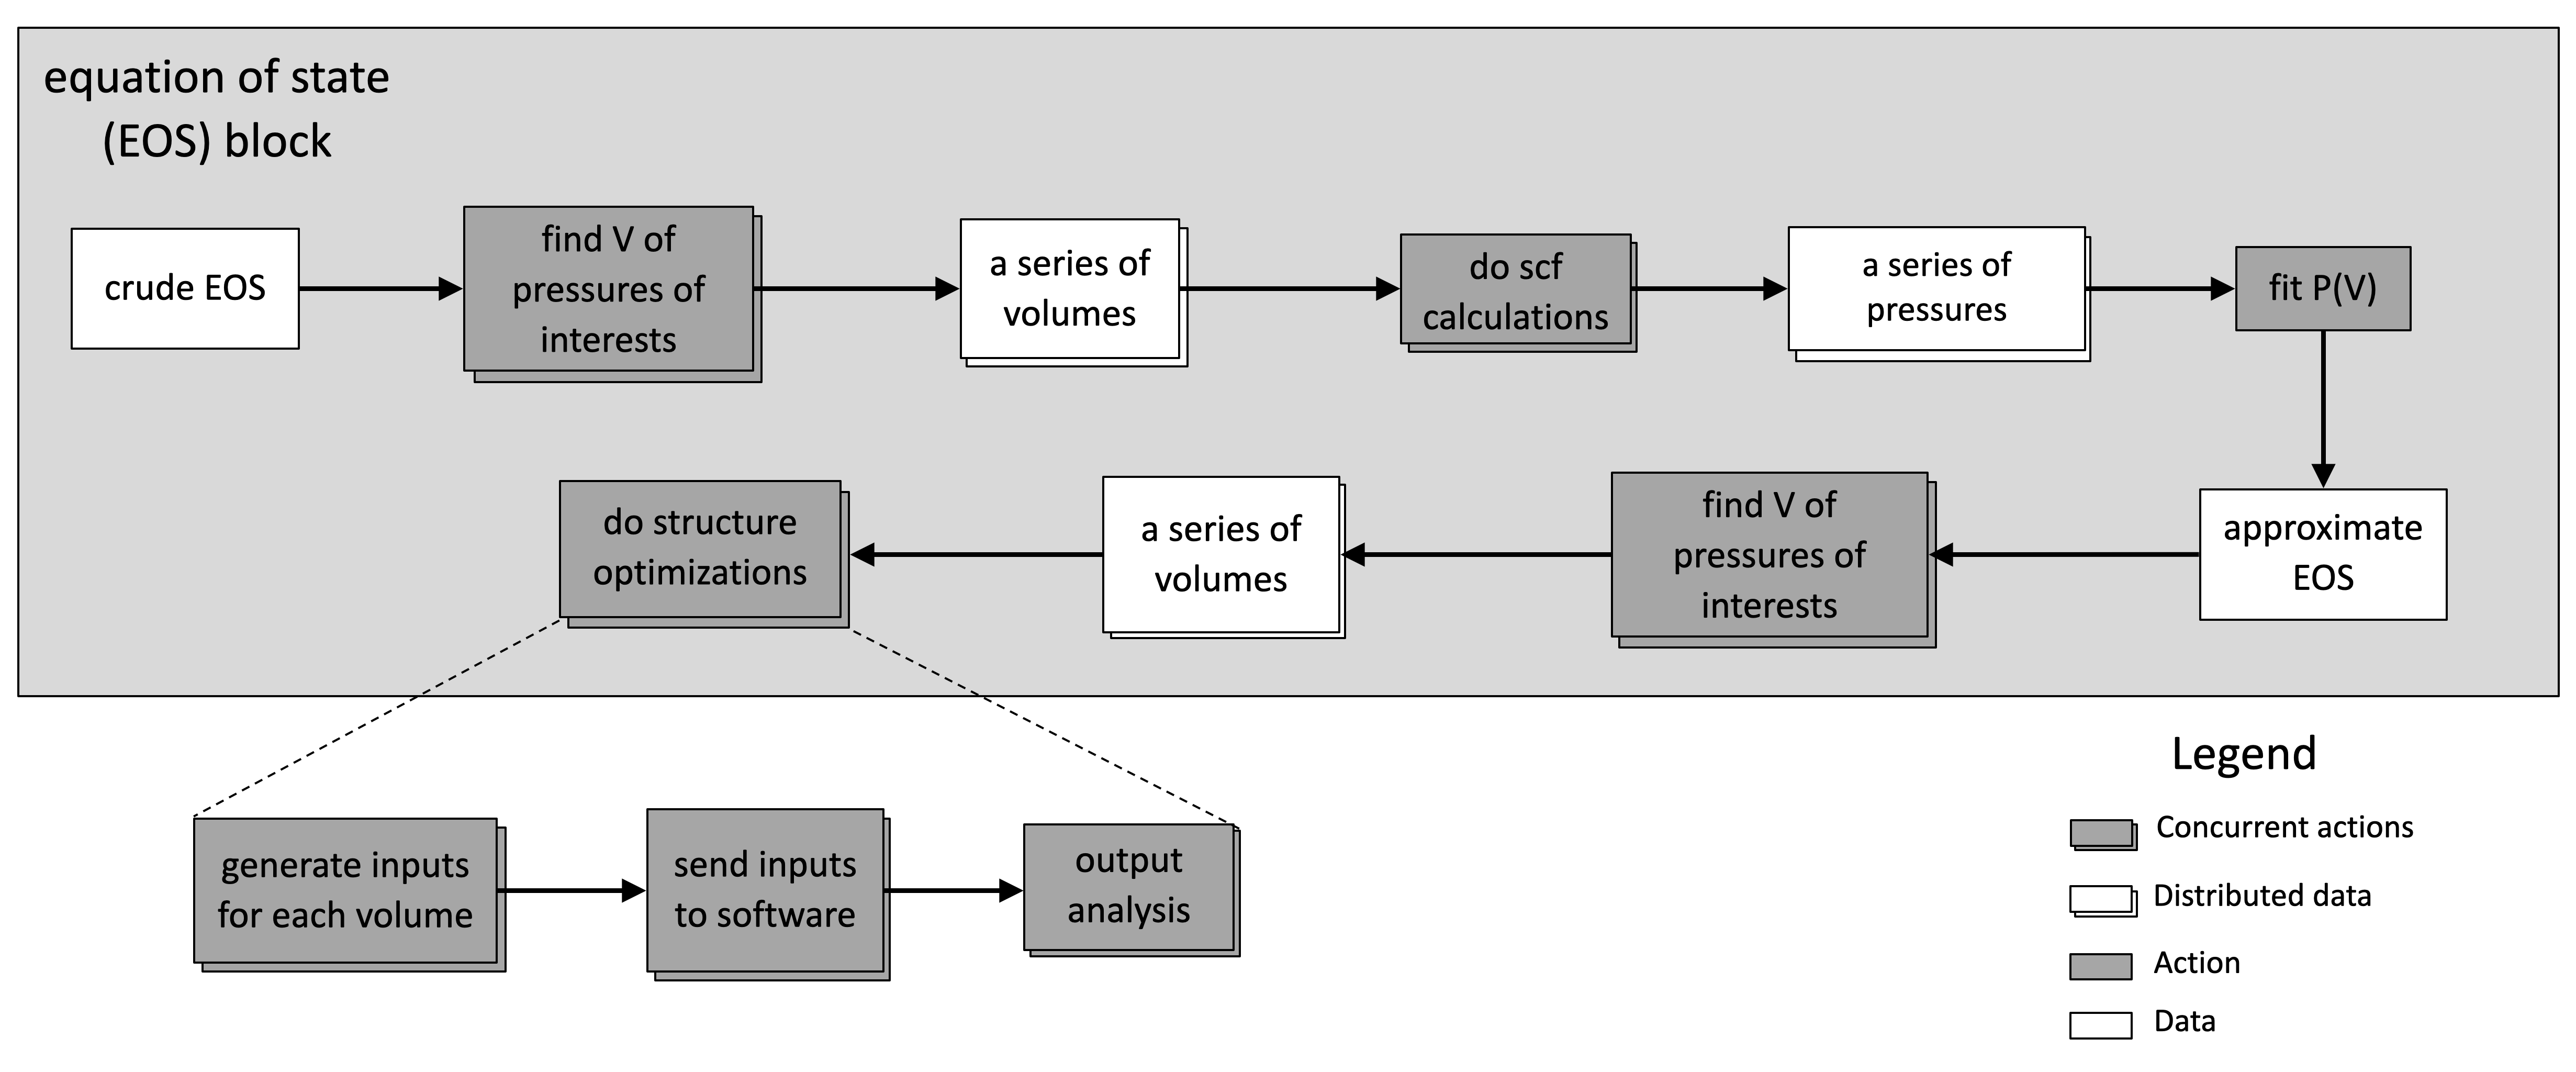 equation of state
(EOS) block
crude EOS
find V of
pressures of
interests
a series of
volumes
do scf
calculations
a series of
pressures
fit P(V)
do structure
optimizations
a series of
volumes
find V of
pressures of
interests
approximate
EOS
generate inputs
for each volume
send inputs
to software
output
analysis
Legend
Concurrent actions
Distributed data
Action
Data